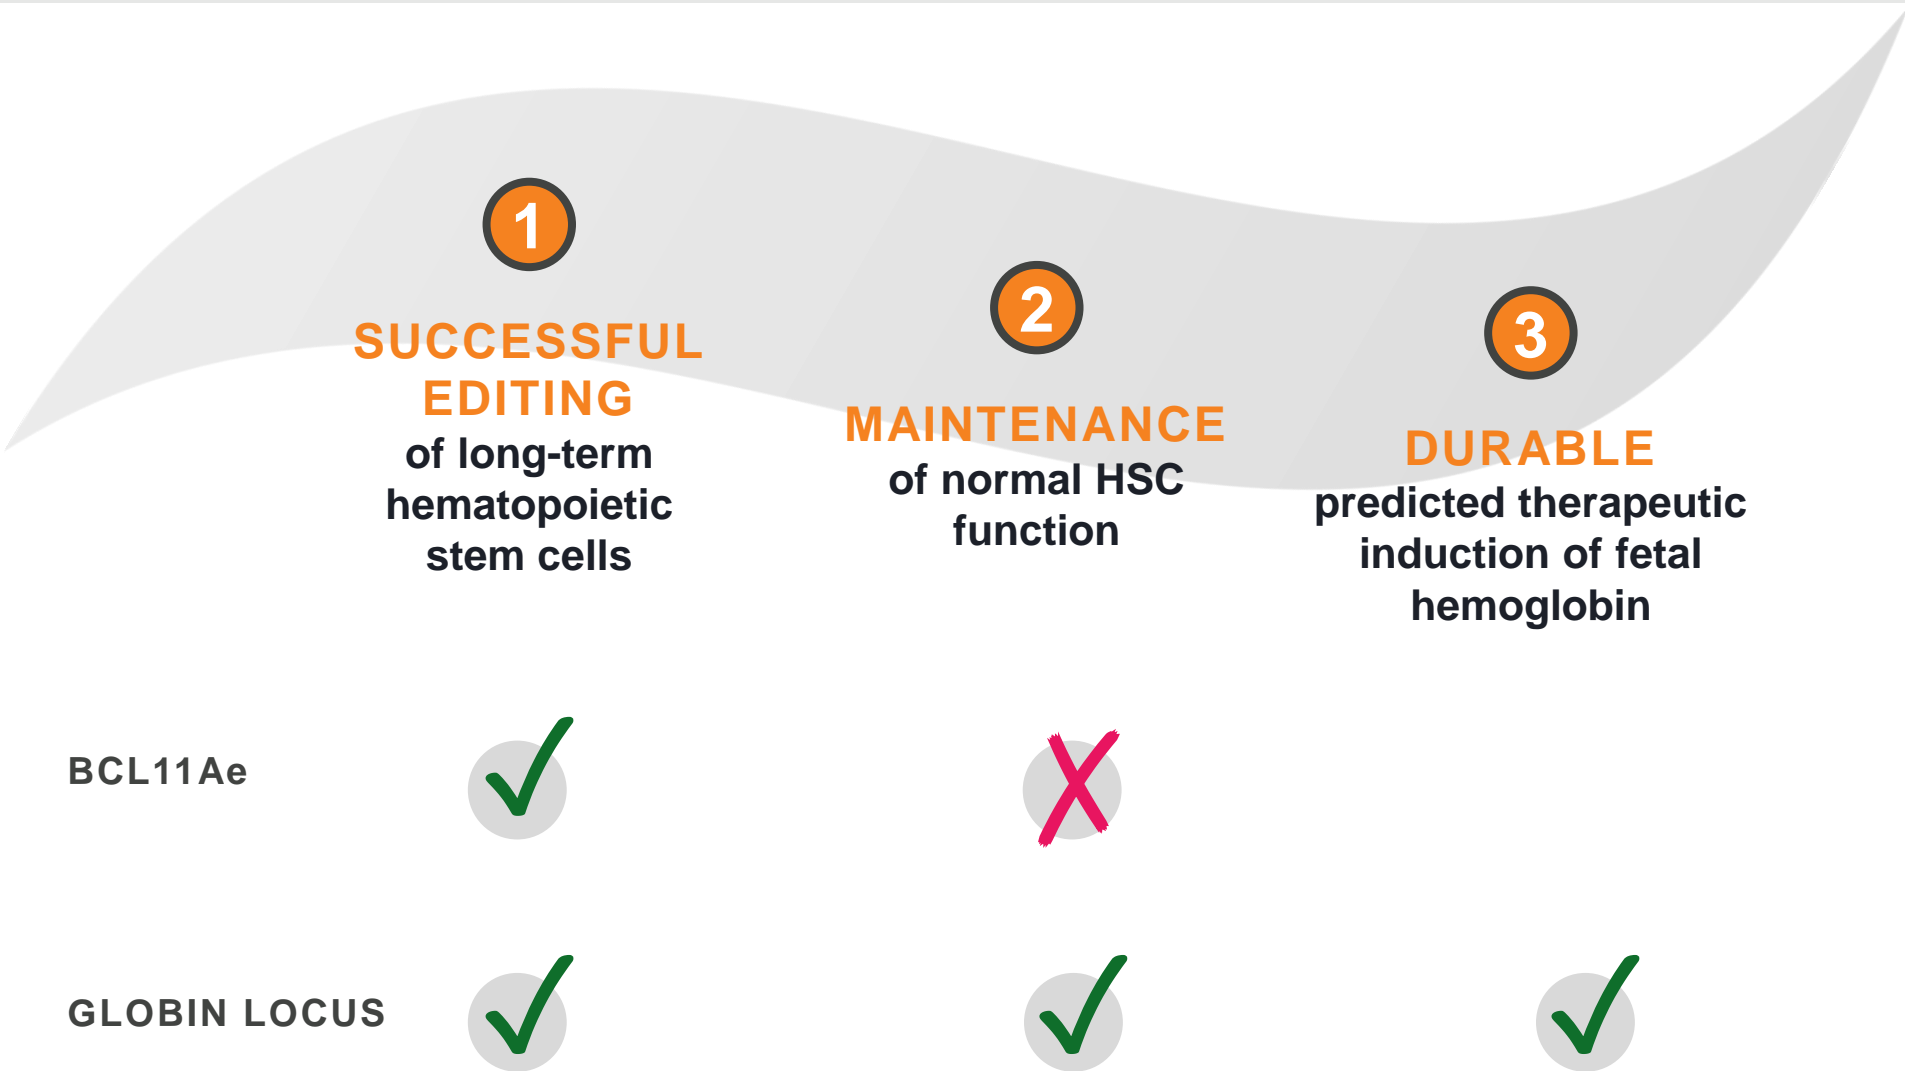 1
SUCCESSFUL
EDITING
of long-term
hematopoietic
stem cells
2
MAINTENANCE
of normal HSC
function
3
DURABLE
predicted therapeutic
induction of fetal
hemoglobin
BCL11Ae
GLOBIN LOCUS